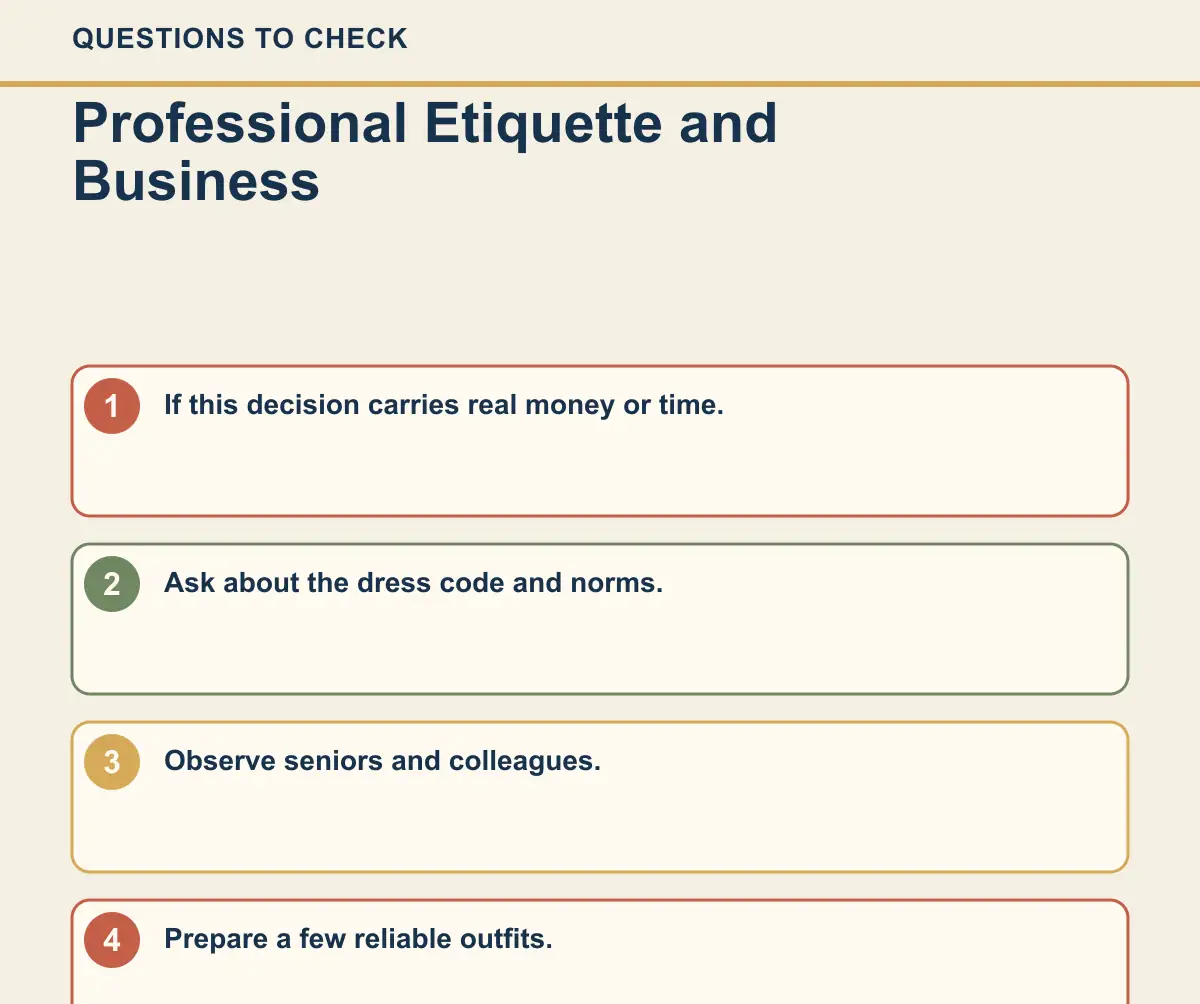 QUESTIONS TO CHECK
Professional Etiquette and
Business
1 If this decision carries real money or time.
2 Ask about the dress code and norms.
3 Observe seniors and colleagues.
4 Prepare a few reliable outfits.